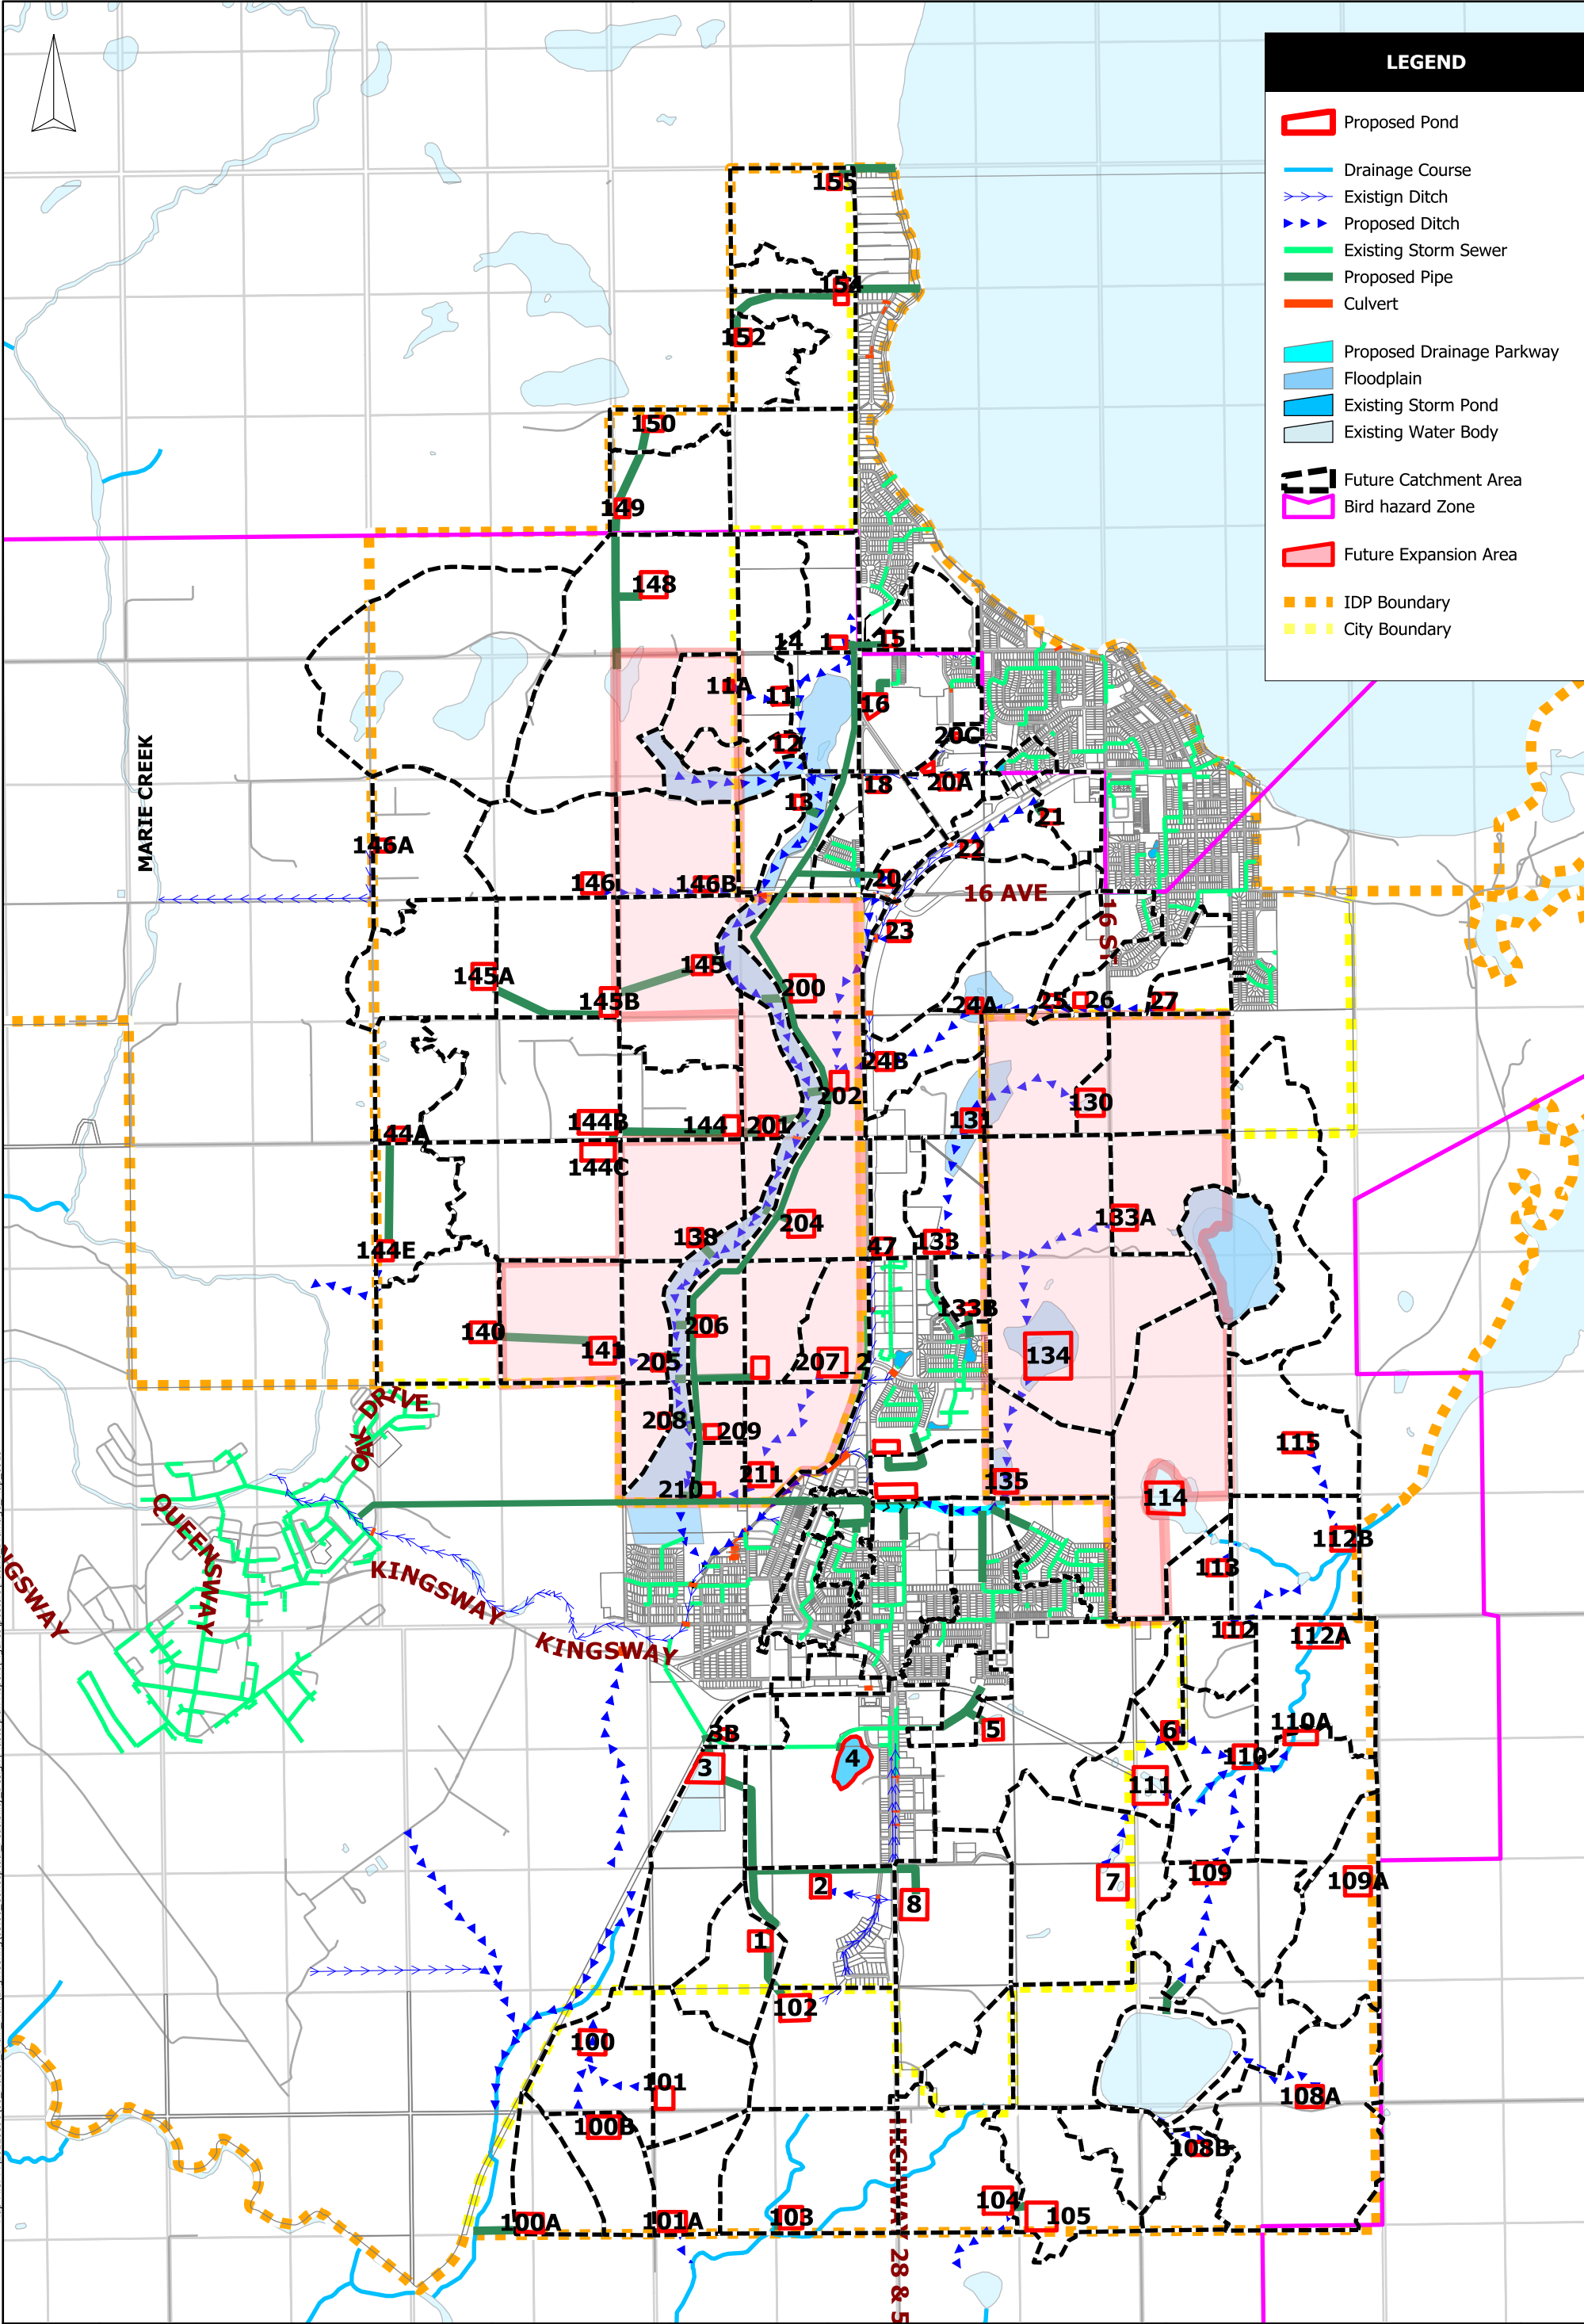 LEGEND
Proposed Pond
Drainage Course
Existign Ditch
Proposed Ditch
Existing Storm Sewer
Proposed Pipe
Culvert
Proposed Drainage Parkway
Floodplain
Existing Storm Pond
Existing Water Body
Future Catchment Area
Bird hazard Zone
Future Expansion Area
IDP Boundary
City Boundary
155
154
152
150
149
148
14
15
11A
11
16
12
20C
18
20A
13
21
MARIE CREEK
146A
22
146
146B
20
16 AVE
16 ST
23
145
145A
200
145B
24A
25
26
27
24B
202
130
144B
144
201
131
144A
144C
133A
204
138
47
133
144E
133B
206
140
141
205
207_2
134
OAK DRIVE
208
209
115
211
135
210
114
QUEENSWAY
112B
KINGSWAY
113
NGSWAY
KINGSWAY
112
112A
3B
5
6
110A
4
110
3
111
7
109
109A
2
8
1
102
100
101
108A
100B
108B
104
103
105
100A
101A
HIGHWAY 28 & 5